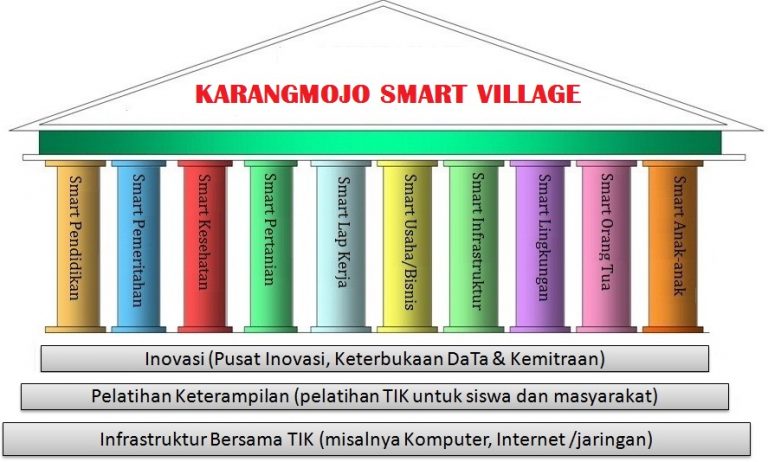 KARANGMOJO SMART VILLAGE
Smart Pendidikan
Smart Pemeritahan
Smart Kesehatan
Smart Pertanian
Smart Lap Kerja
Smart Usaha/Bisnis
Smart Infrastruktur
Smart Lingkungan
Smart Orang Tua
Smart Anak-anak
Inovasi (Pusat Inovasi, Keterbukaan DaTa & Kemitraan)
Pelatihan Keterampilan (pelatihan TIK untuk siswa dan masyarakat)
Infrastruktur Bersama TIK (misalnya Komputer, Internet /jaringan)